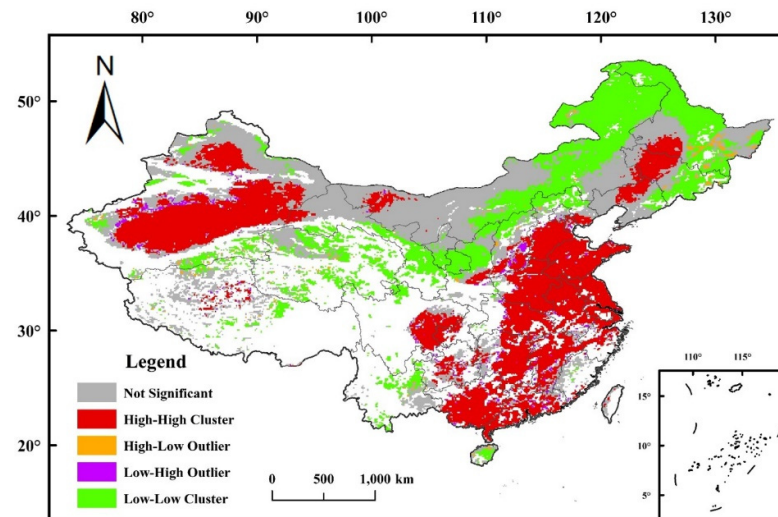 80° 90° 100° 110° 120° 130°
N
50°
40°
30°
20°
Legend
Not Significant
High-High Cluster
High-Low Outlier
Low-High Outlier
Low-Low Cluster
0 500 1,000 km
110° 115°
15°
10°
5°